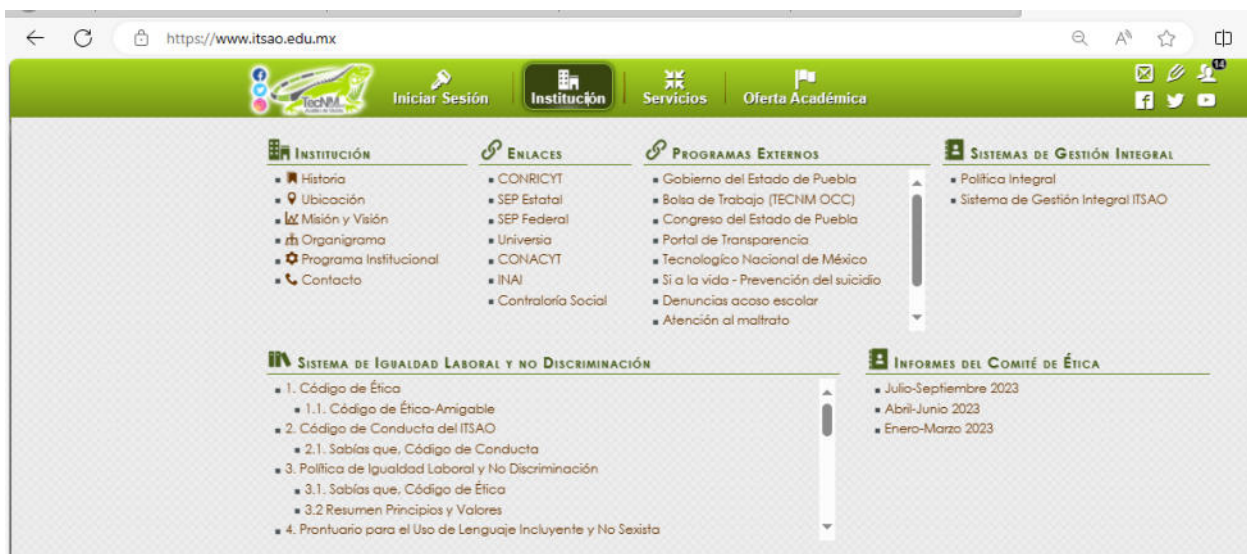 https://www.itsao.edu.mx
TecNM
Iniciar Sesión
Institución
Servicios
Oferta Académica
14
Institución
Historia
Ubicación
Misión y Visión
Organigrama
Programa Institucional
Contacto
Enlaces
CONRICYT
SEP Estatal
SEP Federal
Universia
CONACYT
INAI
Contraloría Social
Programas Externos
Gobierno del Estado de Puebla
Bolsa de Trabajo (TECNM OCC)
Congreso del Estado de Puebla
Portal de Transparencia
Tecnologíco Nacional de México
Si a la vida - Prevención del suicidio
Denuncias acoso escolar
Atención al maltrato
Sistemas de Gestión Integral
Política Integral
Sistema de Gestión Integral ITSAO
Sistema de Igualdad Laboral y no Discriminación
1. Código de Ética
1.1. Código de Ética-Amigable
2. Código de Conducta del ITSAO
2.1. Sabías que, Código de Conducta
3. Política de Igualdad Laboral y No Discriminación
3.1. Sabías que, Código de Ética
3.2 Resumen Principios y Valores
4. Prontuario para el Uso de Lenguaje Incluyente y No Sexista
Informes del Comité de Ética
Julio-Septiembre 2023
Abril-Junio 2023
Enero-Marzo 2023